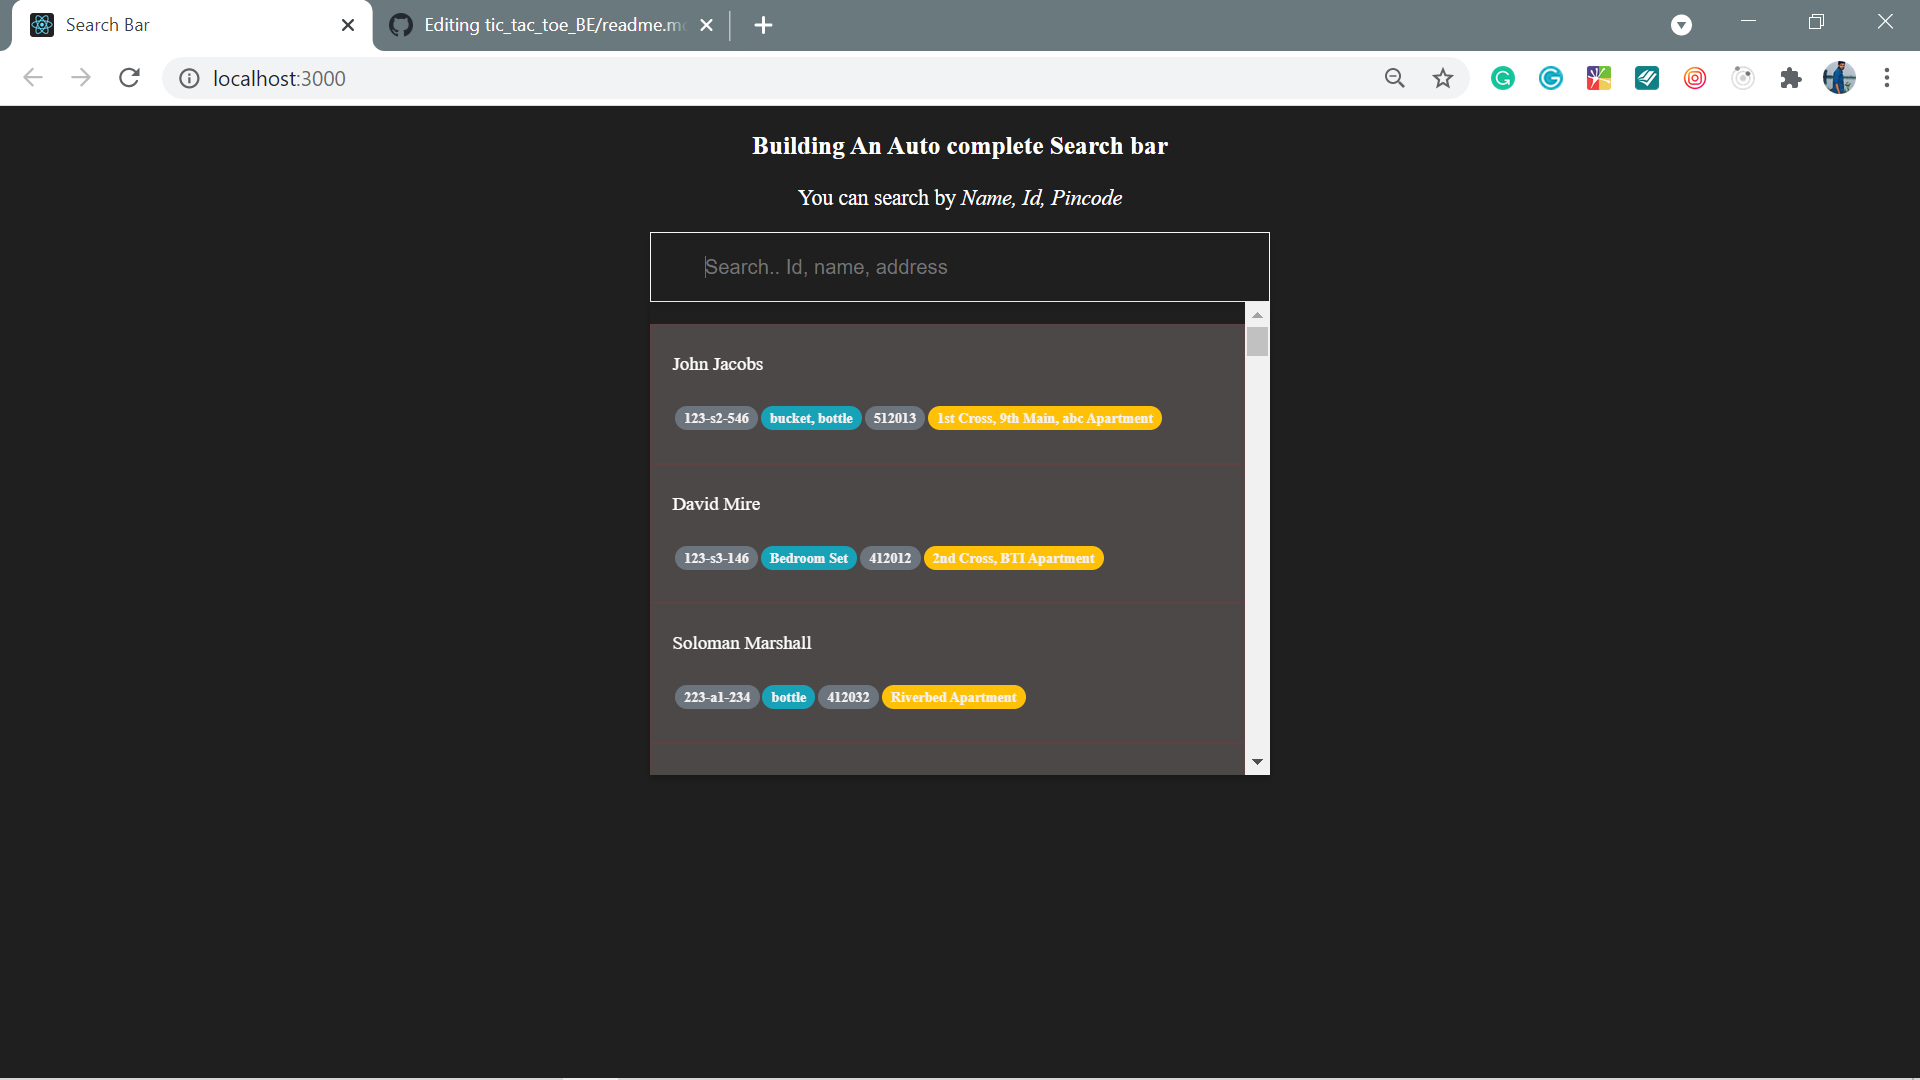 Search Bar
Editing tic_tac_toe_BE/readme.m
localhost:3000
Building An Auto complete Search bar
You can search by Name, Id, Pincode
Search.. Id, name, address
John Jacobs
123-s2-546 bucket, bottle 512013 1st Cross, 9th Main, abc Apartment
David Mire
123-s3-146 Bedroom Set 412012 2nd Cross, BTI Apartment
Soloman Marshall
223-a1-234 bottle 412032 Riverbed Apartment